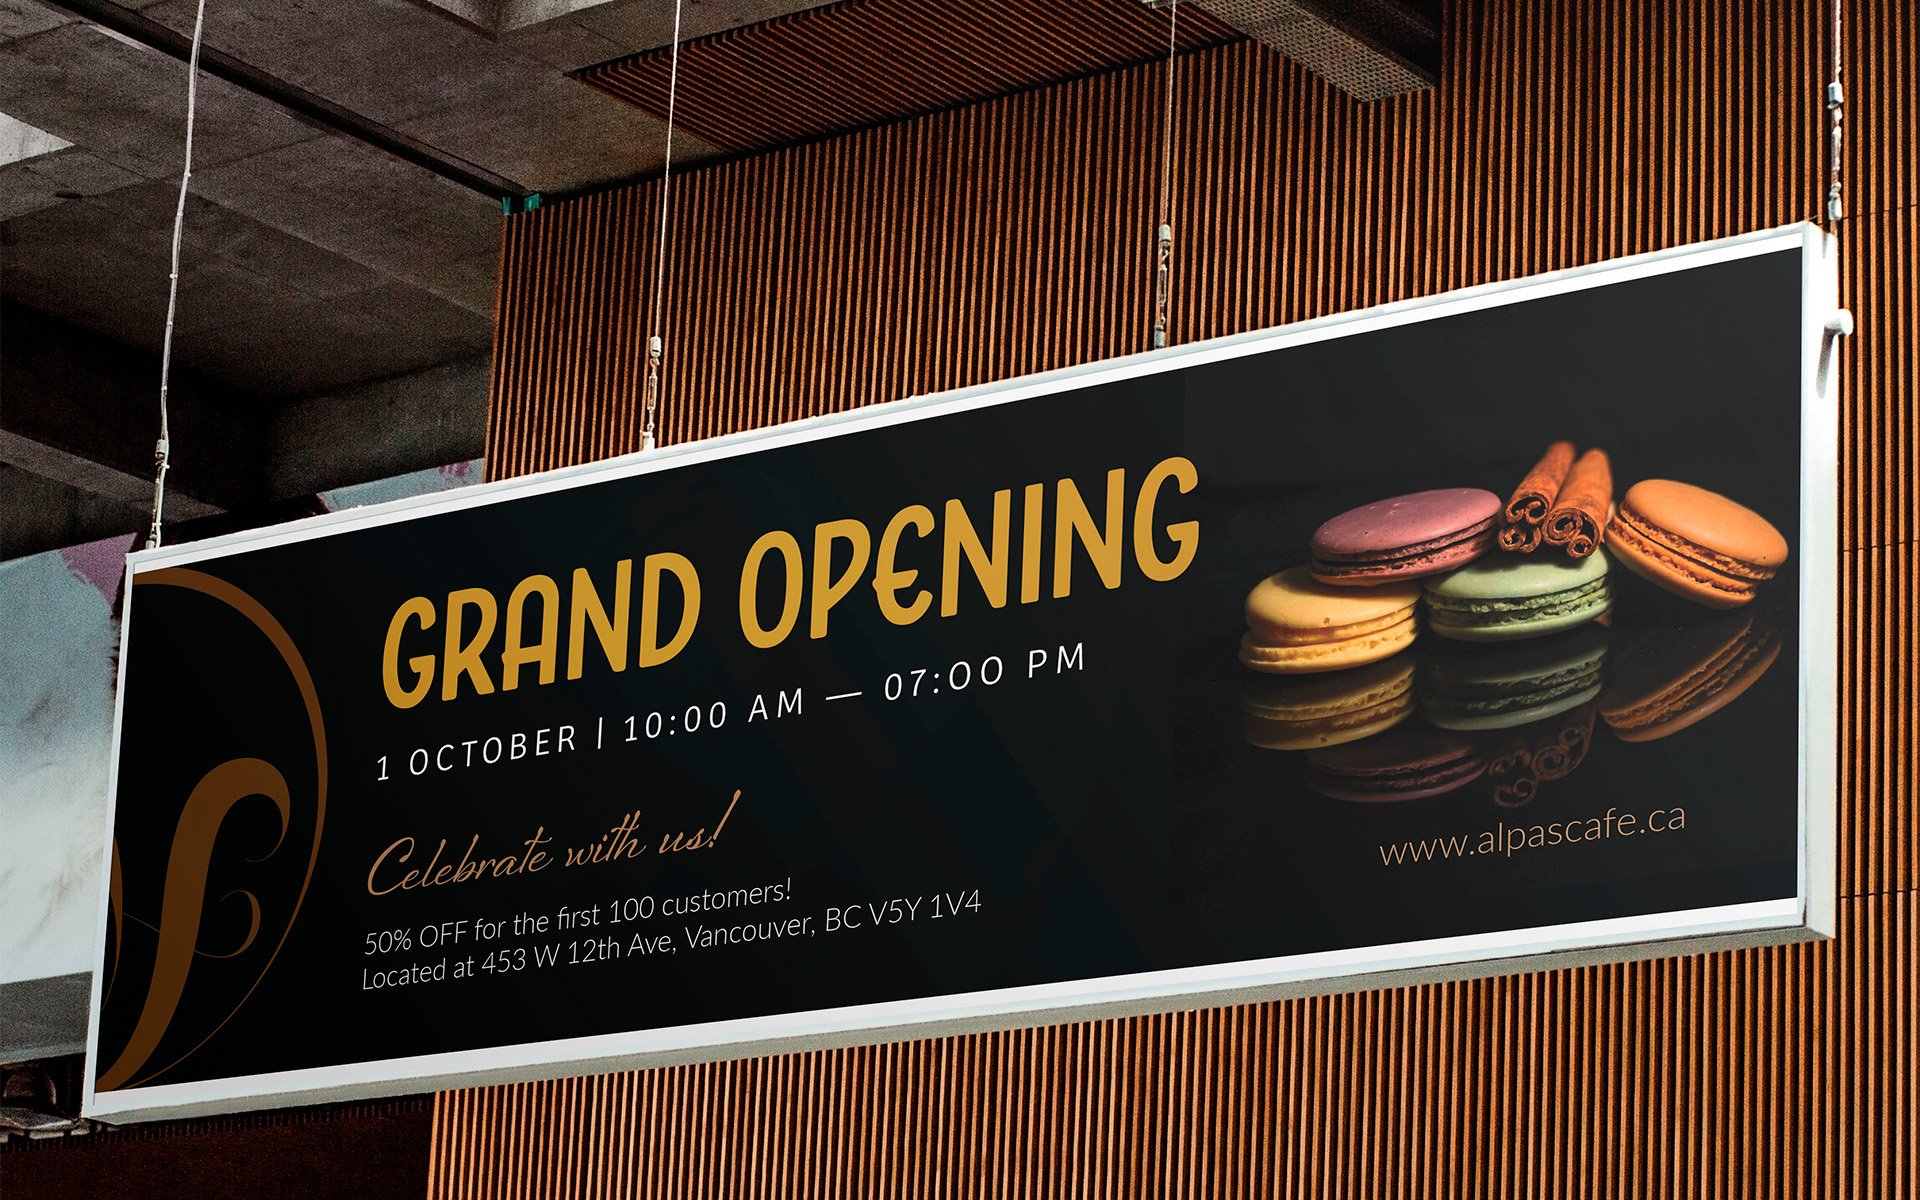 GRAND OPENING
1 OCTOBER | 10:00 AM — 07:OO PM
Celebrate with us!
50% OFF for the first 100 customers!
Located at 453 W 12th Ave, Vancouver, BC V5Y 1V4
www.alpascafe.ca